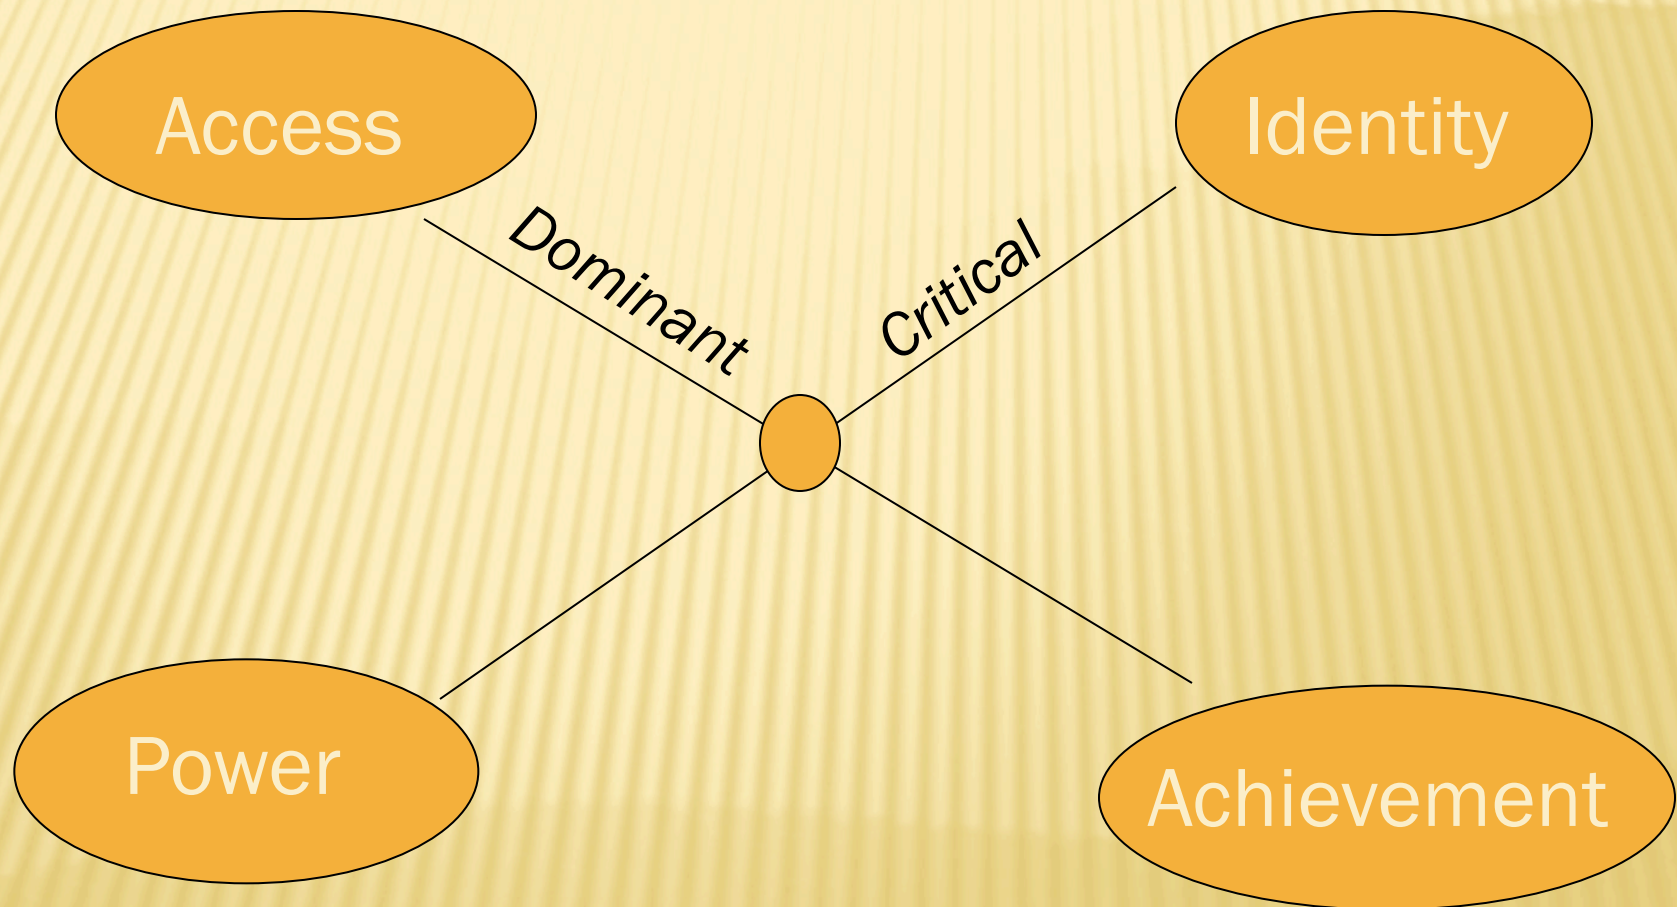 Access
Identity
Dominant
Critical
Power
Achievement